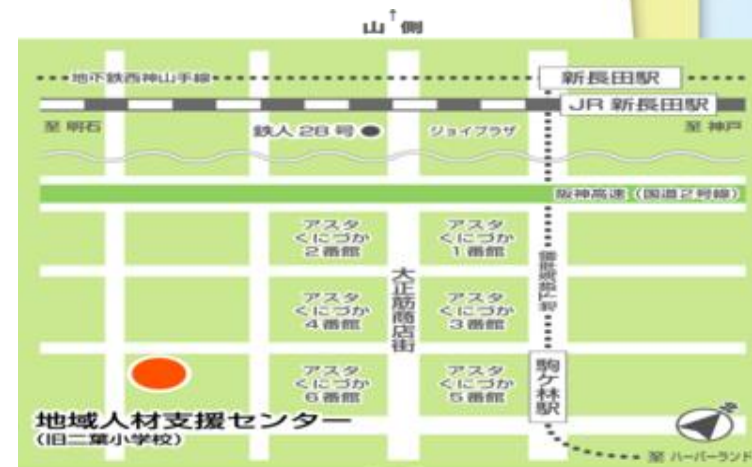 山↑側
地下鉄西神山手線
新長田駅
JR 新長田駅
至 明石
鉄人28号
ジョイプラザ
至 神戸
阪神高速(国道2号線)
アスタ
くにづか
2番館
アスタ
くにづか
1番館
大正筋商店街
アスタ
くにづか
4番館
アスタ
くにづか
3番館
アスタ
くにづか
6番館
アスタ
くにづか
5番館
駒ケ林駅
地域人材支援センター
(旧二葉小学校)
至 ハーバーランド